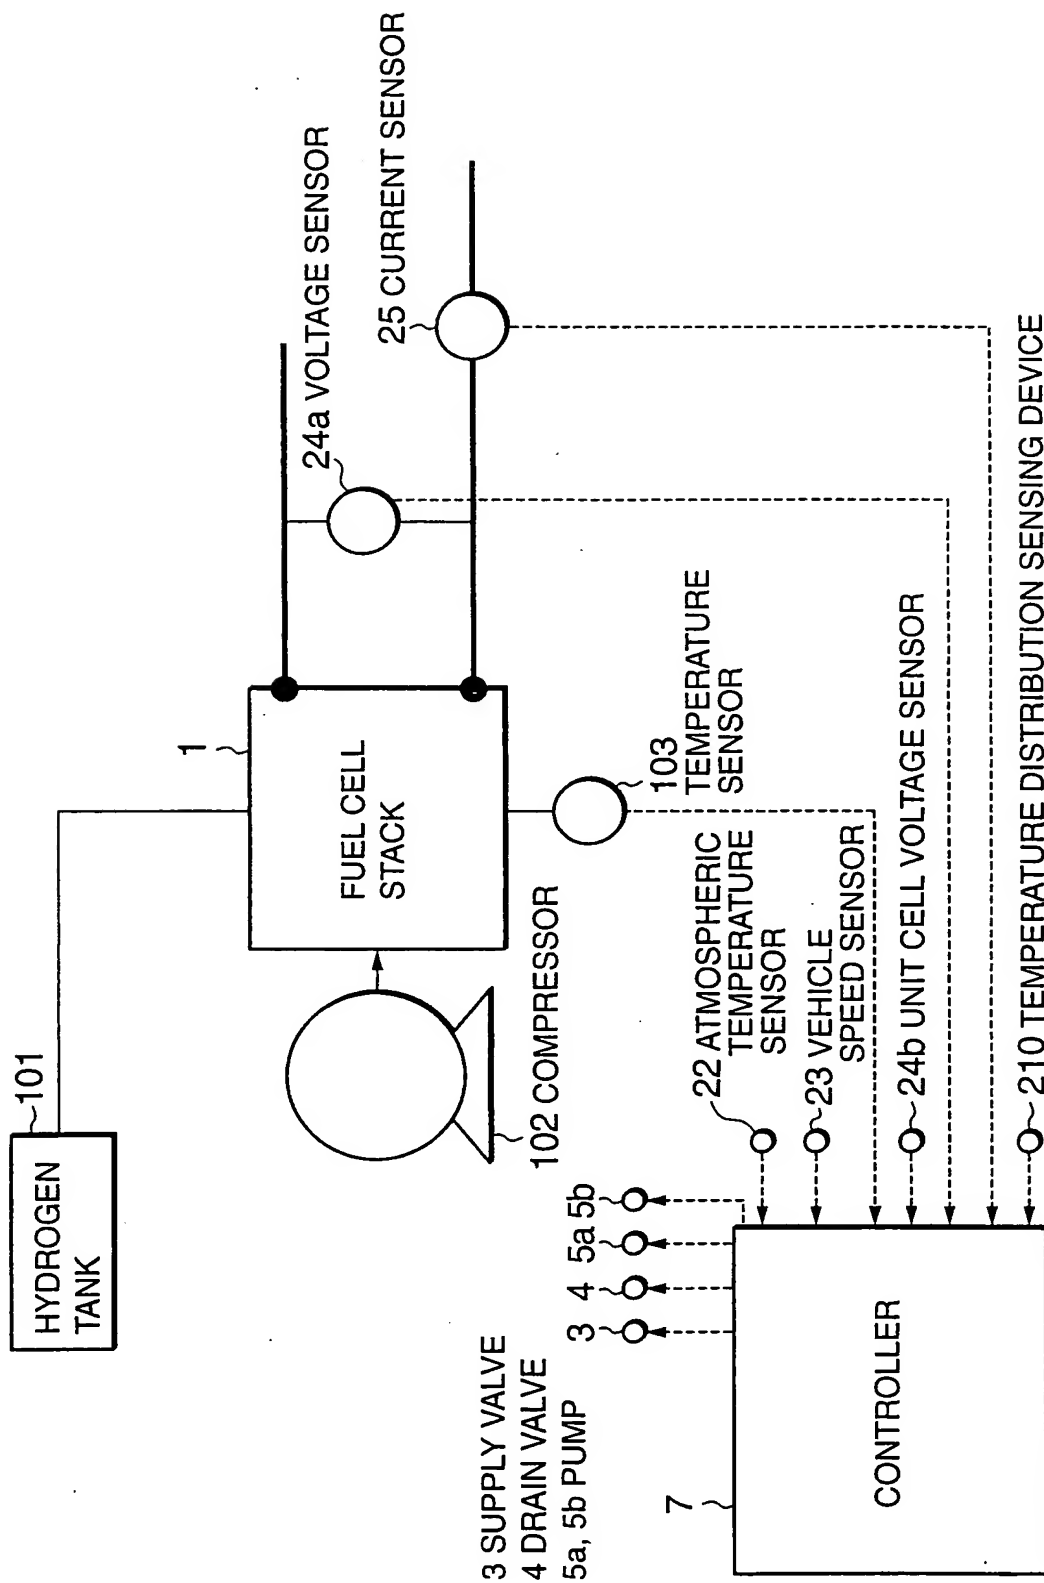 101
HYDROGEN
TANK
1
FUEL CELL
STACK
102 COMPRESSOR
24a VOLTAGE SENSOR
25 CURRENT SENSOR
103
TEMPERATURE
SENSOR
22 ATMOSPHERIC
TEMPERATURE
SENSOR
23 VEHICLE
SPEED SENSOR
24b UNIT CELL VOLTAGE SENSOR
210 TEMPERATURE DISTRIBUTION SENSING DEVICE
3 4 5a 5b
3 SUPPLY VALVE
4 DRAIN VALVE
5a, 5b PUMP
7
CONTROLLER